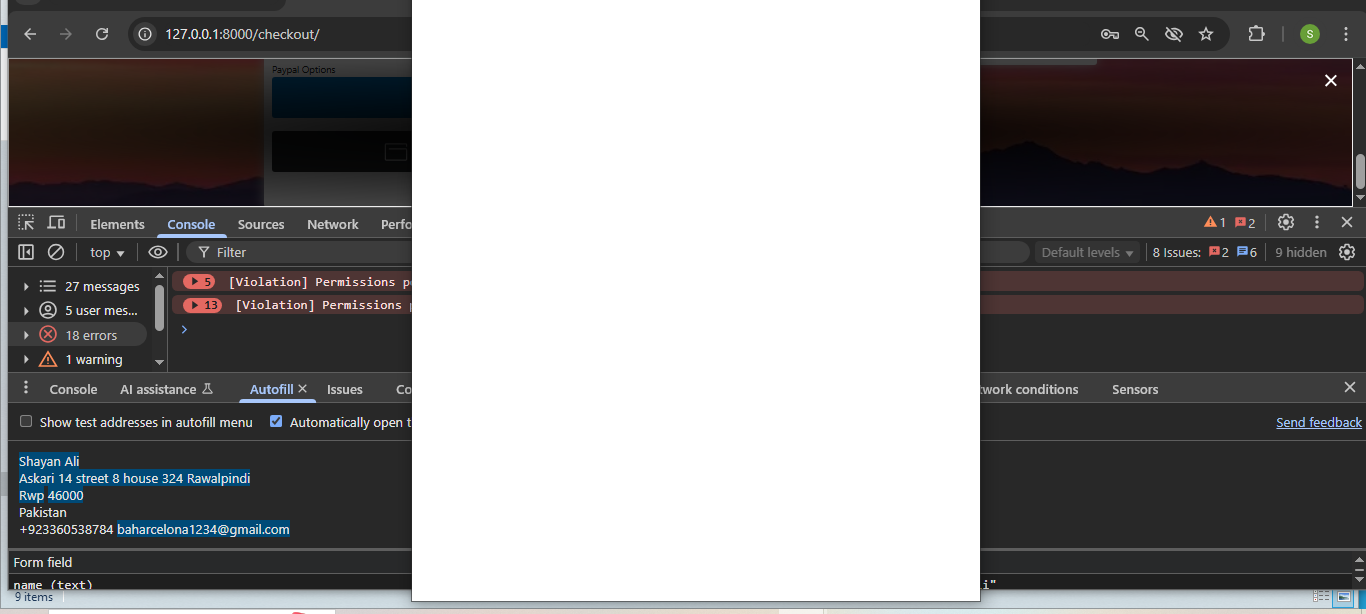 127.0.0.1:8000/checkout/
S
Paypal Options
Elements Console Sources Network
1 2
top Filter Default levels 8 Issues: 2 6 9 hidden
27 messages
5 user mes...
18 errors
1 warning
5 [Violation] Permissions
13 [Violation] Permissions
Console AI assistance Autofill Issues conditions Sensors
Show test addresses in autofill menu Automatically open Send feedback
Shayan Ali
Askari 14 street 8 house 324 Rawalpindi
Rwp 46000
Pakistan
+923360538784 baharcelona1234@gmail.com
Form field
name (text) i"
9 items